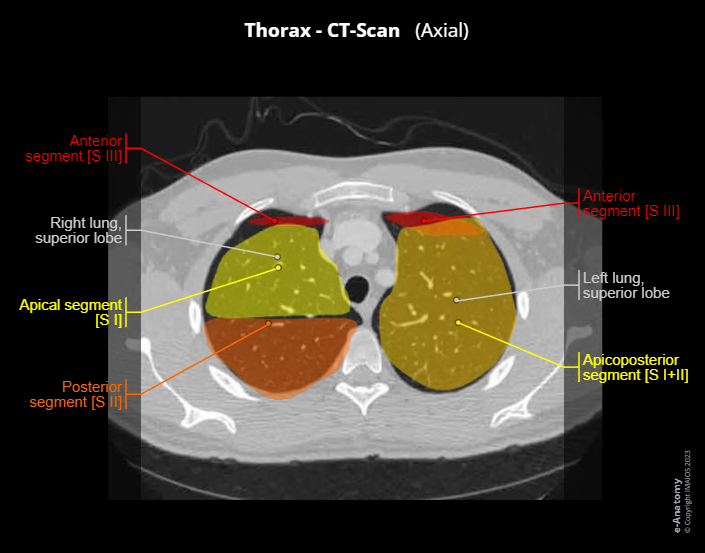 Thorax - CT-Scan (Axial)
Anterior
segment [S III]
Right lung,
superior lobe
Apical segment
[S I]
Posterior
segment [S II]
Anterior
segment [S III]
Left lung,
superior lobe
Apicoposterior
segment [S I+II]
e-Anatomy
© Copyright IMAIOS 2023